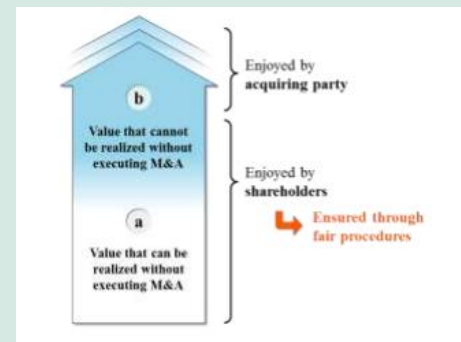 b
Value that cannot
be realized without
executing M&A
a
Value that can be
realized without
executing M&A
Enjoyed by
acquiring party
Enjoyed by
shareholders
Ensured through
fair procedures